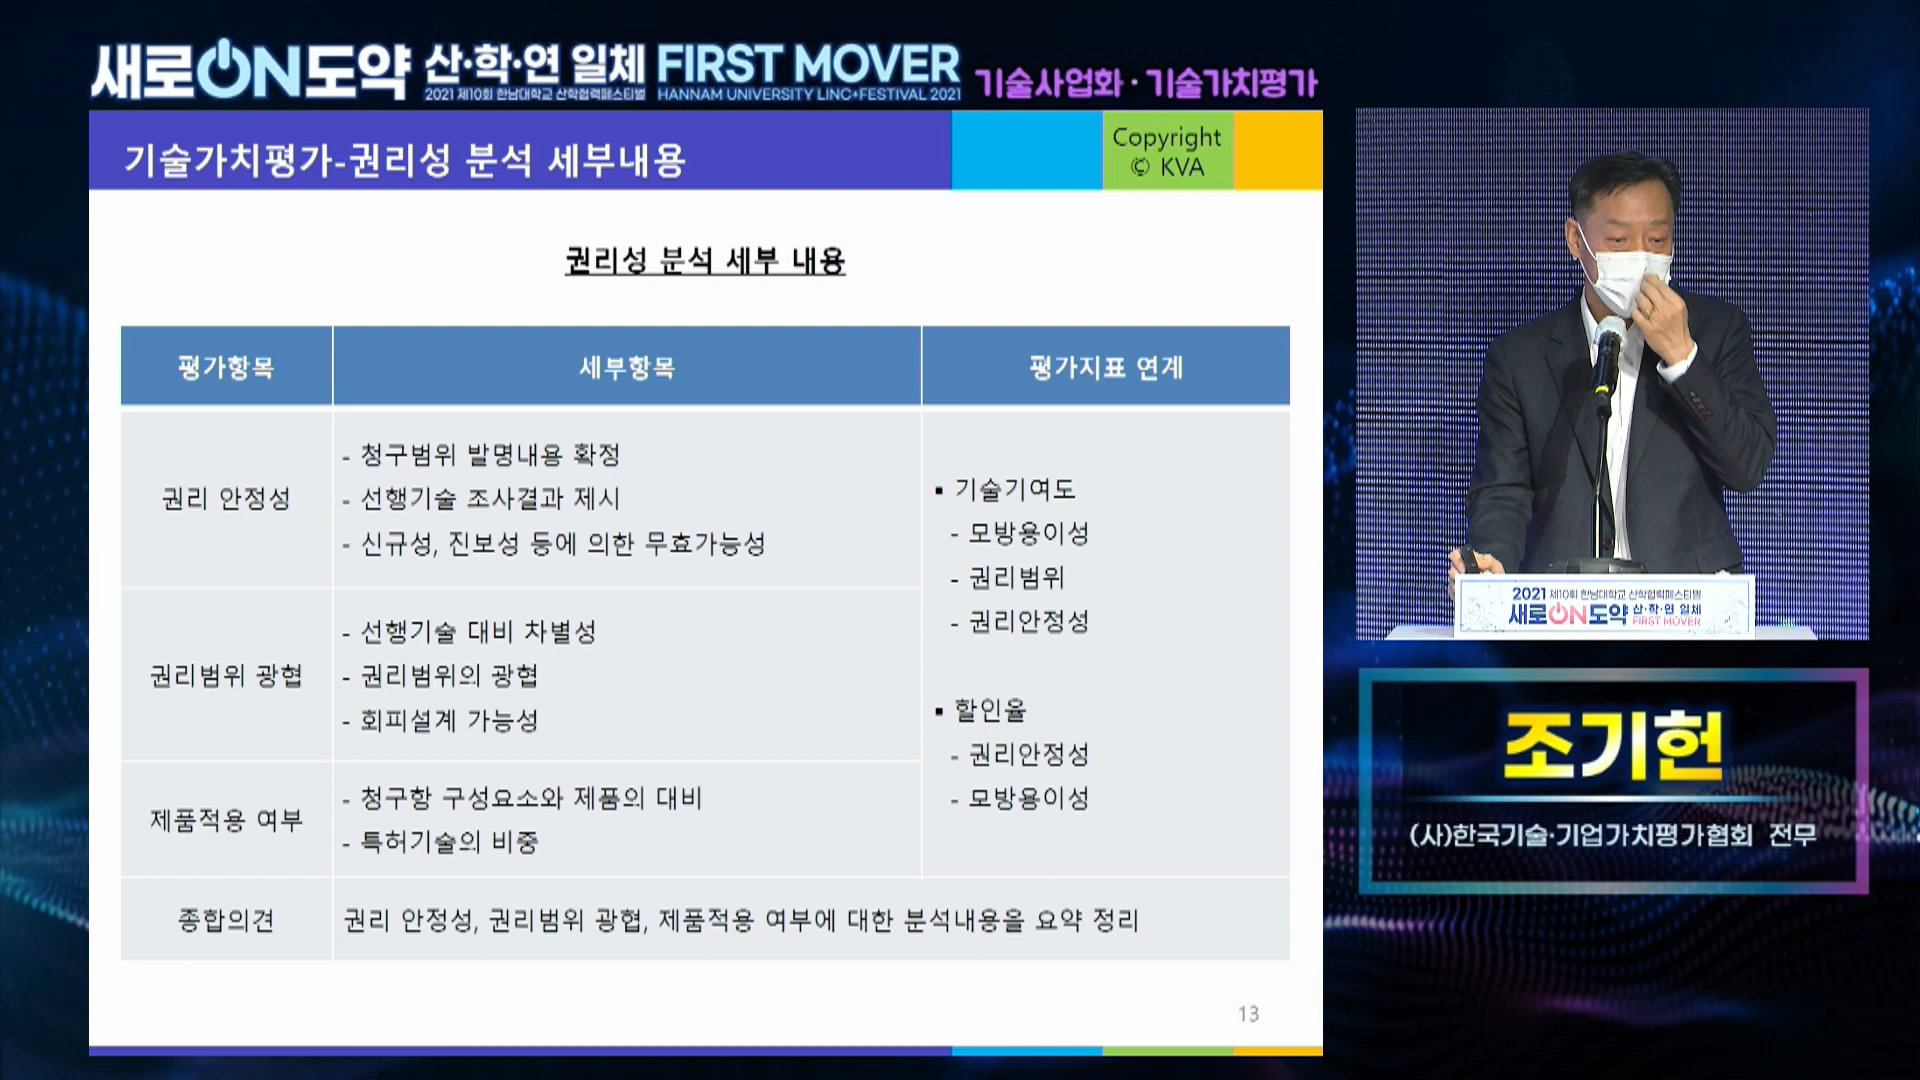 새로ON도약 산·학·연 일체 FIRST MOVER
2021 제10회 한남대학교 산학협력페스티벌 HANNAM UNIVERSITY LINC+FESTIVAL 2021
기술사업화 · 기술가치평가
기술가치평가-권리성 분석 세부내용
Copyright
© KVA
권리성 분석 세부 내용
평가항목 세부항목 평가지표 연계
권리 안정성
- 청구범위 발명내용 확정
- 선행기술 조사결과 제시
- 신규성, 진보성 등에 의한 무효가능성
권리범위 광협
- 선행기술 대비 차별성
- 권리범위의 광협
- 회피설계 가능성
제품적용 여부
- 청구항 구성요소와 제품의 대비
- 특허기술의 비중
▪ 기술기여도
- 모방용이성
- 권리범위
- 권리안정성
▪ 할인율
- 권리안정성
- 모방용이성
종합의견 권리 안정성, 권리범위 광협, 제품적용 여부에 대한 분석내용을 요약 정리
13
2021 제10회 한남대학교 산학협력페스티벌
새로ON도약 산·학·연 일체
FIRST MOVER
조기헌
(사)한국기술·기업가치평가협회 전무